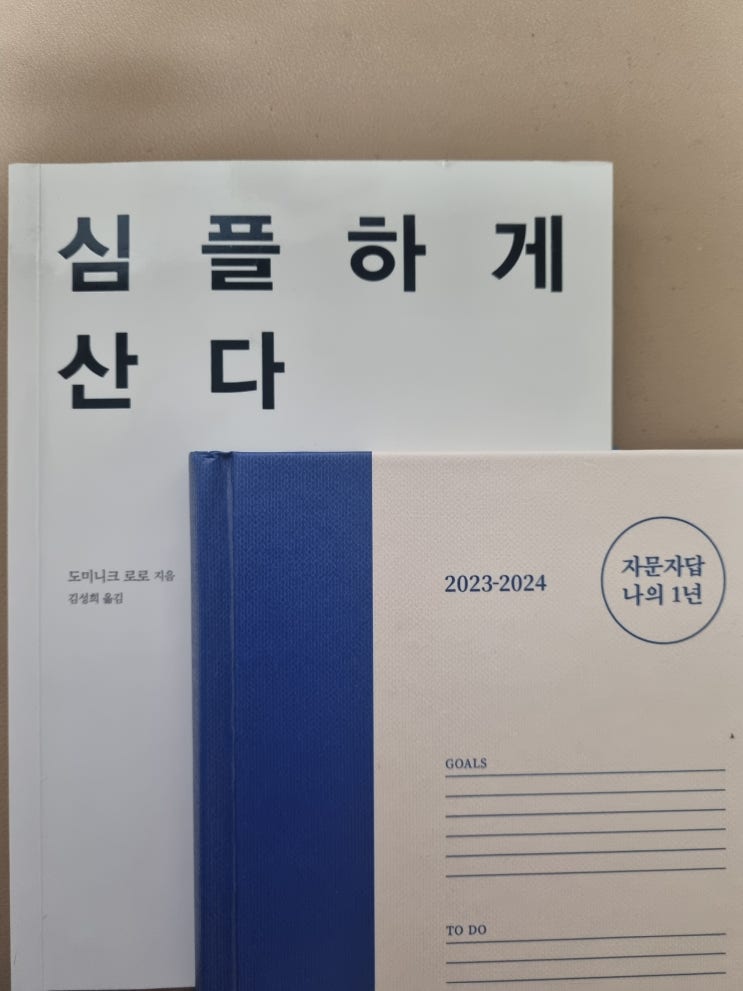 심플하게
산다
도미니크 로로 지음
김성희 옮김
2023-2024
자문자답
나의 1년
GOALS
TO DO